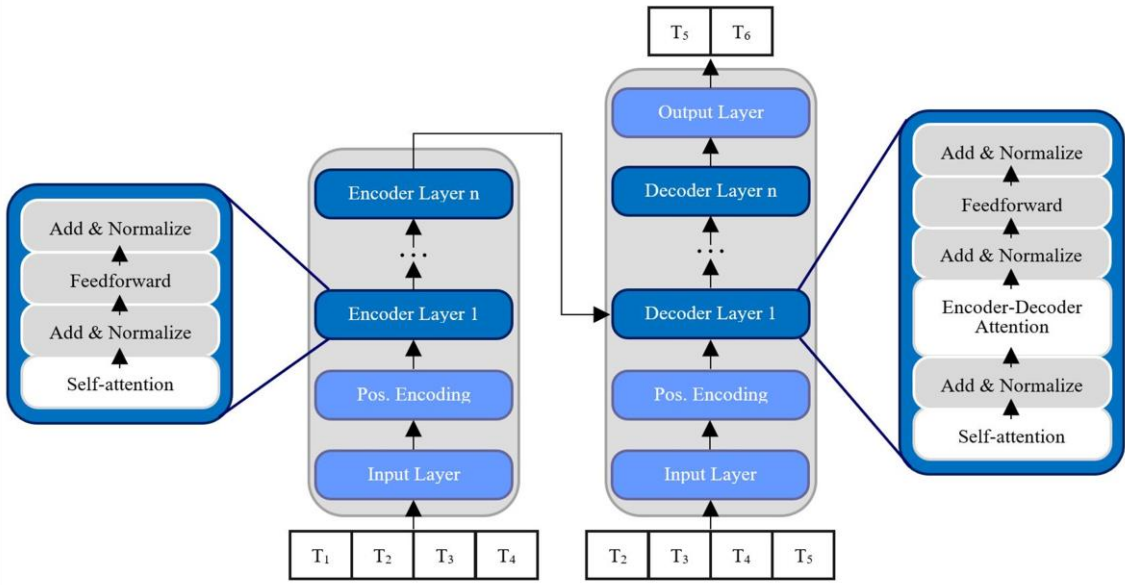 T₅ T₆
Output Layer
Decoder Layer n
...
Decoder Layer 1
Pos. Encoding
Input Layer
T₂ T₃ T₄ T₅
Encoder Layer n
...
Encoder Layer 1
Pos. Encoding
Input Layer
T₁ T₂ T₃ T₄
Add & Normalize
Feedforward
Add & Normalize
Self-attention
Add & Normalize
Feedforward
Add & Normalize
Encoder-Decoder
Attention
Add & Normalize
Self-attention